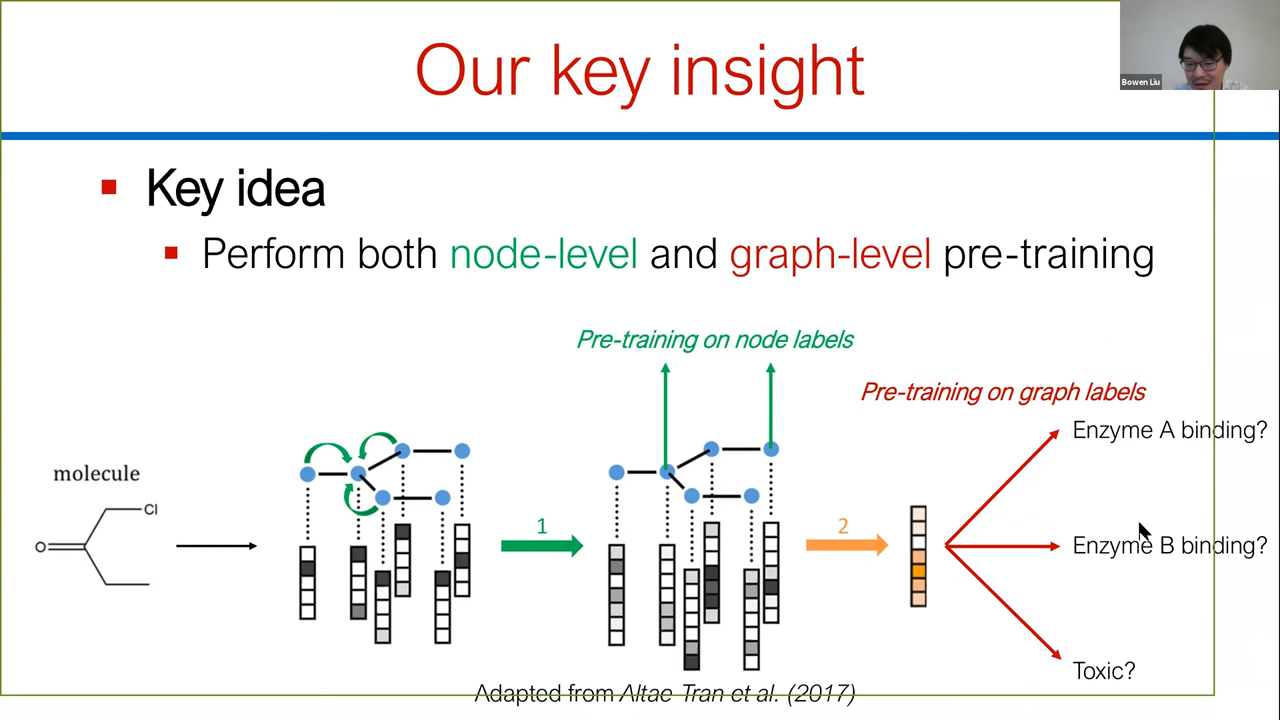 Our key insight
Bowen Liu
Key idea
Perform both node-level and graph-level pre-training
Pre-training on node labels
Pre-training on graph labels
Enzyme A binding?
molecule
Cl
O
1
2
Enzyme B binding?
Toxic?
Adapted from Altae Tran et al. (2017)